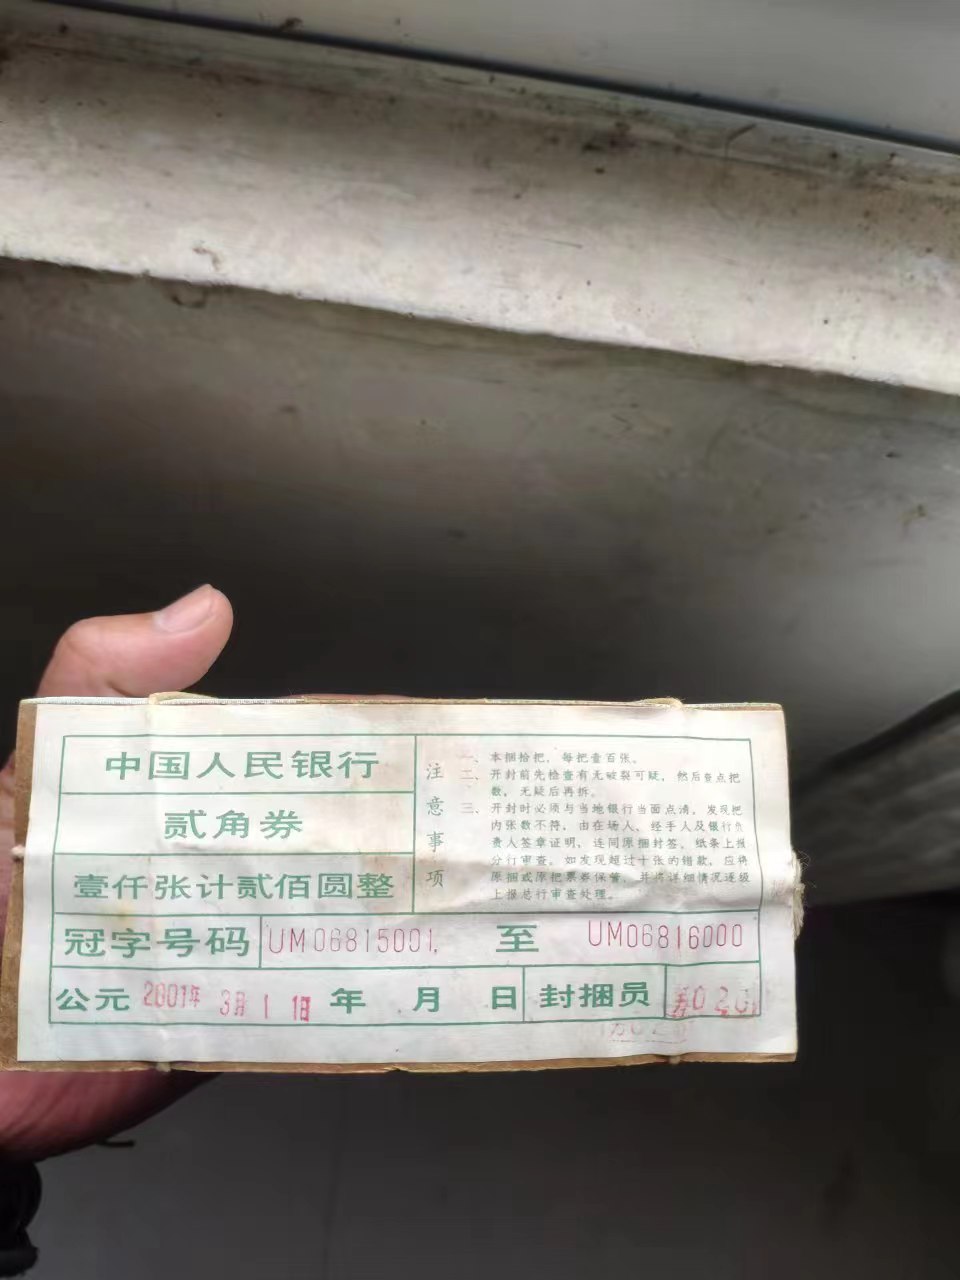 中国人民银行
贰角券
壹仟张计贰佰圆整
注意事项
一、本捆拾把，每把壹百张。
二、开封前先检查有无破裂可疑，然后查点把
数，无疑后再拆。
三、开封时必须与当地银行当面点清，发现把
内张数不符，由在场人、经手人及银行负
责人签章证明，连同原捆封签、纸条上报
分行审查。如发现超过十张的错款，应将
原捆或原把票券保管，并将详细情况逐级
上报总行审查处理。
冠字号码 UM06815001 至 UM06816000
公元 2001年 3月 1 1日 年 月 日 封捆员